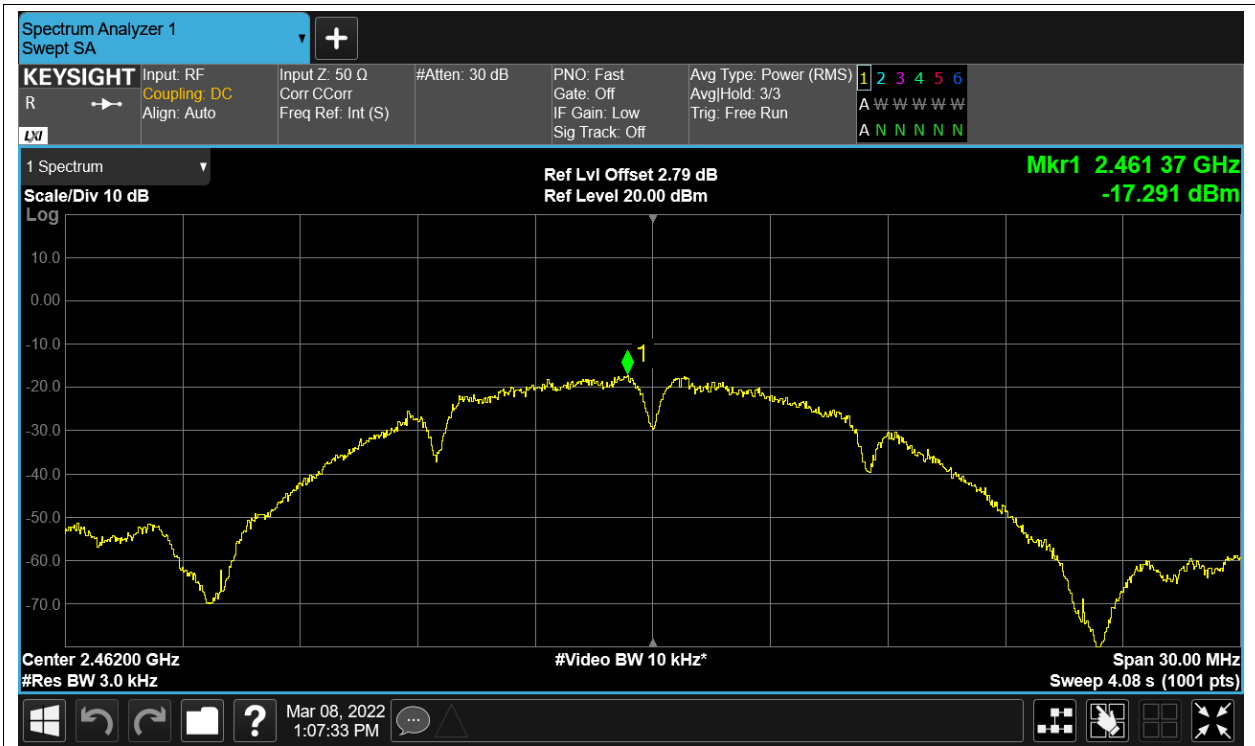 Spectrum Analyzer 1
Swept SA
KEYSIGHT
R
LXI
Input: RF
Coupling: DC
Align: Auto
Input Z: 50 Ω
Corr CCorr
Freq Ref: Int (S)
#Atten: 30 dB
PNO: Fast
Gate: Off
IF Gain: Low
Sig Track: Off
Avg Type: Power (RMS)
Avg|Hold: 3/3
Trig: Free Run
1 2 3 4 5 6
A W W W W W
A N N N N N
1 Spectrum
Scale/Div 10 dB
Log
Ref Lvl Offset 2.79 dB
Ref Level 20.00 dBm
Mkr1 2.461 37 GHz
-17.291 dBm
10.0
0.00
-10.0
-20.0
-30.0
-40.0
-50.0
-60.0
-70.0
1
Center 2.46200 GHz
#Res BW 3.0 kHz
#Video BW 10 kHz*
Span 30.00 MHz
Sweep 4.08 s (1001 pts)
?
Mar 08, 2022
1:07:33 PM